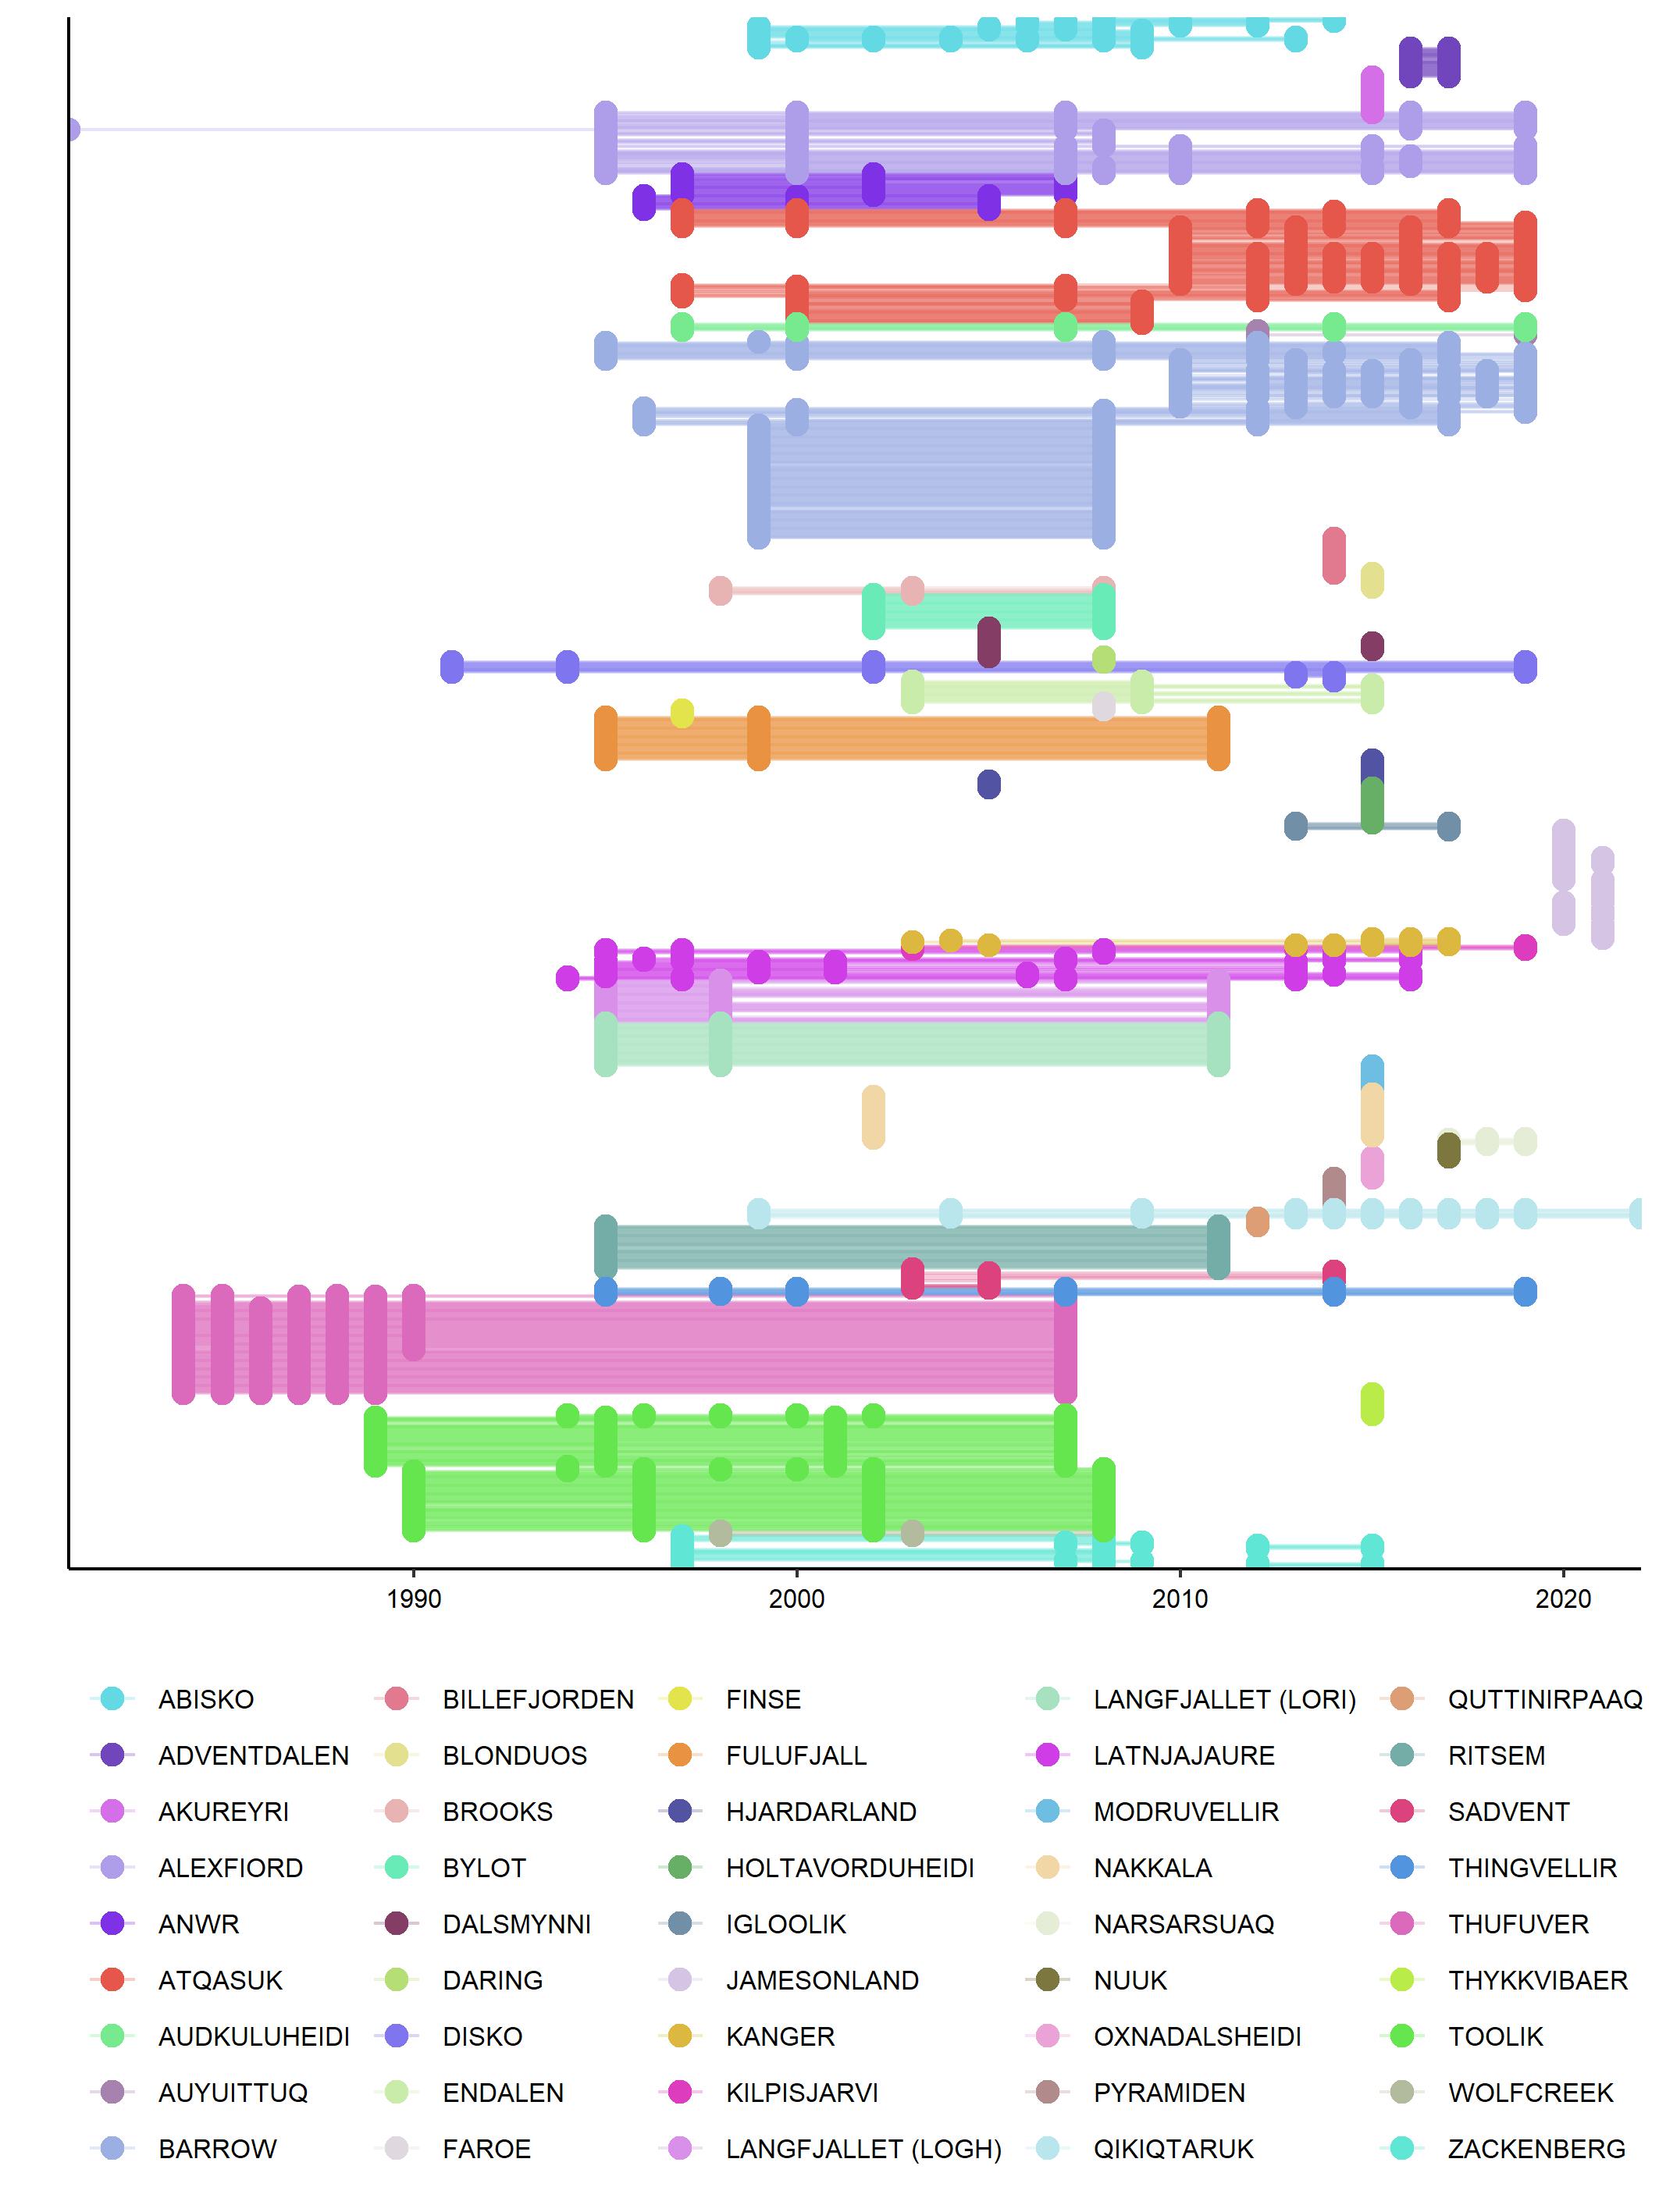 1990 2000 2010 2020
ABISKO BILLEFJORDEN FINSE LANGFJALLET (LORI) QUTTINIRPAAQ
ADVENTDALEN BLONDUOS FULUFJALL LATNJAJAURE RITSEM
AKUREYRI BROOKS HJARDARLAND MODRUVELLIR SADVENT
ALEXFIORD BYLOT HOLTAVORDUHEIDI NAKKALA THINGVELLIR
ANWR DALSMYNNI IGLOOLIK NARSARSUAQ THUFUVER
ATQASUK DARING JAMESONLAND NUUK THYKKVIBAER
AUDKULUHEIDI DISKO KANGER OXNADALSHEIDI TOOLIK
AUYUITTUQ ENDALEN KILPISJARVI PYRAMIDEN WOLFCREEK
BARROW FAROE LANGFJALLET (LOGH) QIKIQTARUK ZACKENBERG